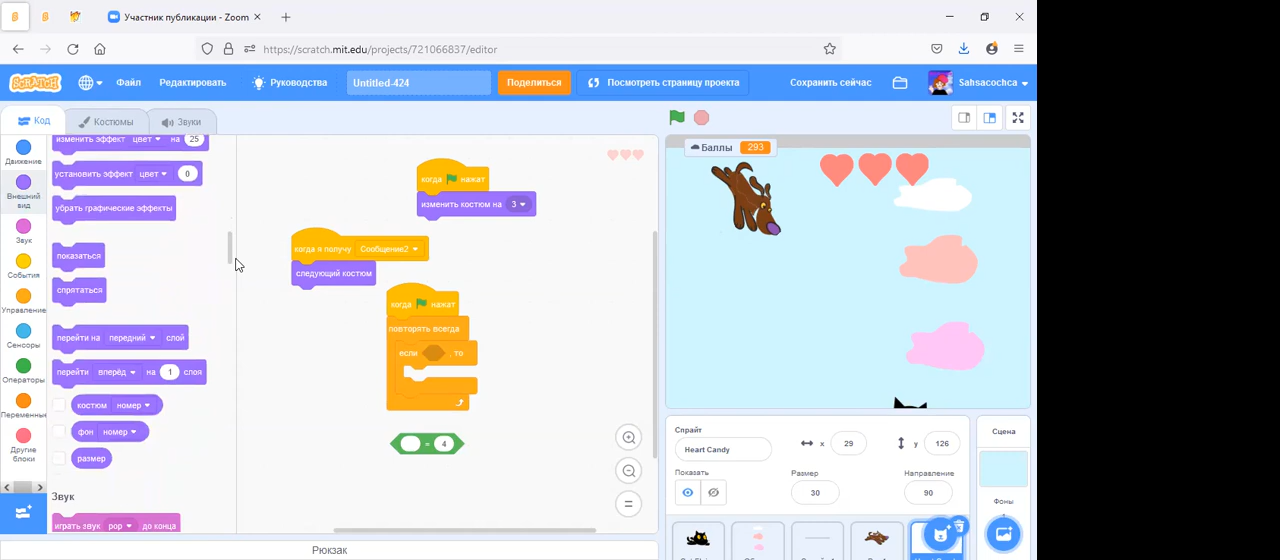 Участник публикации - Zoom
https://scratch.mit.edu/projects/721066837/editor
SCRATCH
Файл
Редактировать
Руководства
Untitled-424
Поделиться
Посмотреть страницу проекта
Сохранить сейчас
Sahsacochca
Код
Костюмы
Звуки
Движение
Внешний
вид
Звук
События
Управление
Сенсоры
Операторы
Переменные
Другие
блоки
изменить эффект цвет на 25
установить эффект цвет 0
убрать графические эффекты
показаться
спрятаться
перейти на передний слой
перейти вперёд на 1 слоя
костюм номер
фон номер
размер
Звук
играть звук pop до конца
когда нажат
изменить костюм на 3
когда я получу Сообщение2
следующий костюм
когда нажат
повторять всегда
если , то
= 4
Рюкзак
Баллы 293
Спрайт
Heart Candy
x 29
y 126
Показать
Размер
30
Направление
90
Сцена
Фоны